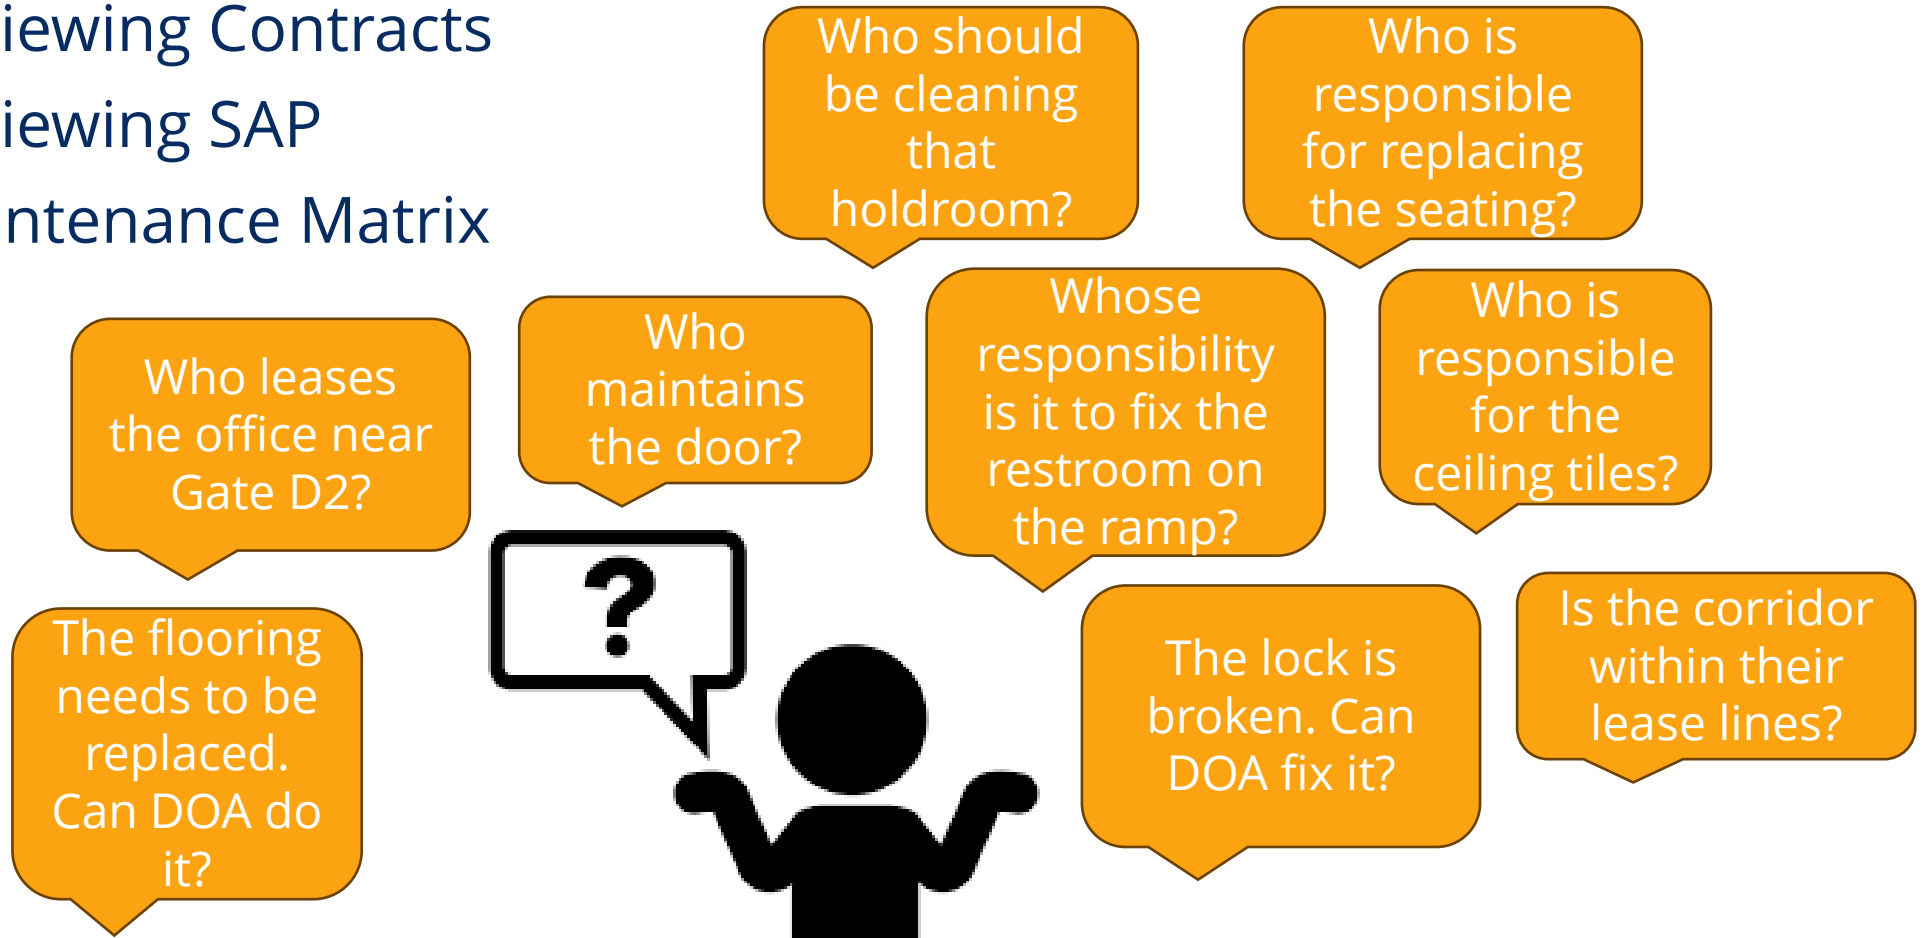 iewing Contracts
iewing SAP
ntenance Matrix
Who should
be cleaning
that
holdroom?
Who is
responsible
for replacing
the seating?
Who leases
the office near
Gate D2?
Who
maintains
the door?
Whose
responsibility
is it to fix the
restroom on
the ramp?
Who is
responsible
for the
ceiling tiles?
?
The flooring
needs to be
replaced.
Can DOA do
it?
The lock is
broken. Can
DOA fix it?
Is the corridor
within their
lease lines?